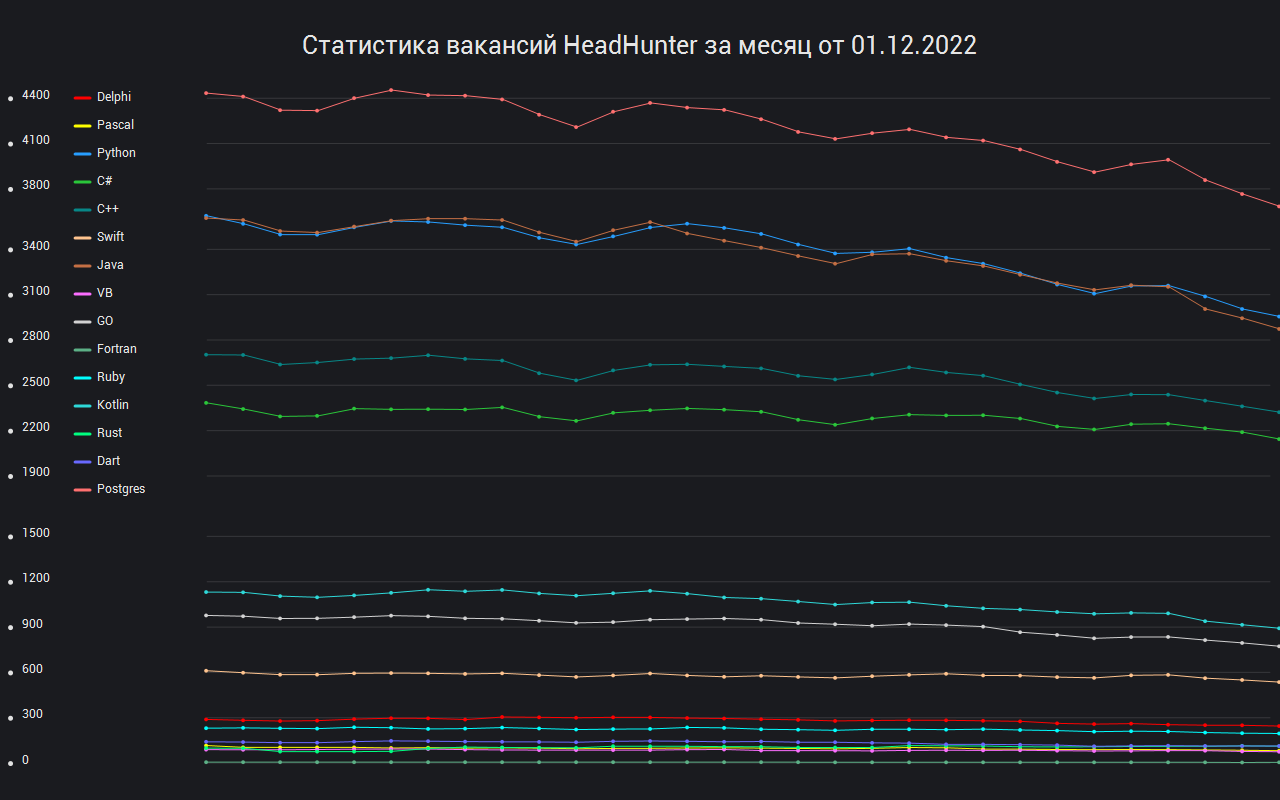 Статистика вакансий HeadHunter за месяц от 01.12.2022
4400
4100
3800
3400
3100
2800
2500
2200
1900
1500
1200
900
600
300
0
Delphi
Pascal
Python
C#
C++
Swift
Java
VB
GO
Fortran
Ruby
Kotlin
Rust
Dart
Postgres